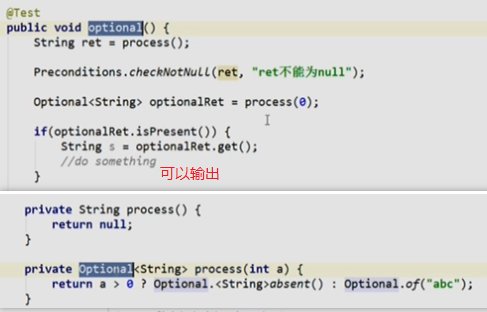 @Test
public void optional() {
String ret = process();
Preconditions.checkNotNull(ret, "ret不能为null");
Optional<String> optionalRet = process(0);
if(optionalRet.isPresent()) {
String s = optionalRet.get();
//do something
可以输出
}
private String process() {
return null;
}
private Optional<String> process(int a) {
return a > 0 ? Optional.<String>absent() : Optional.of("abc");
}